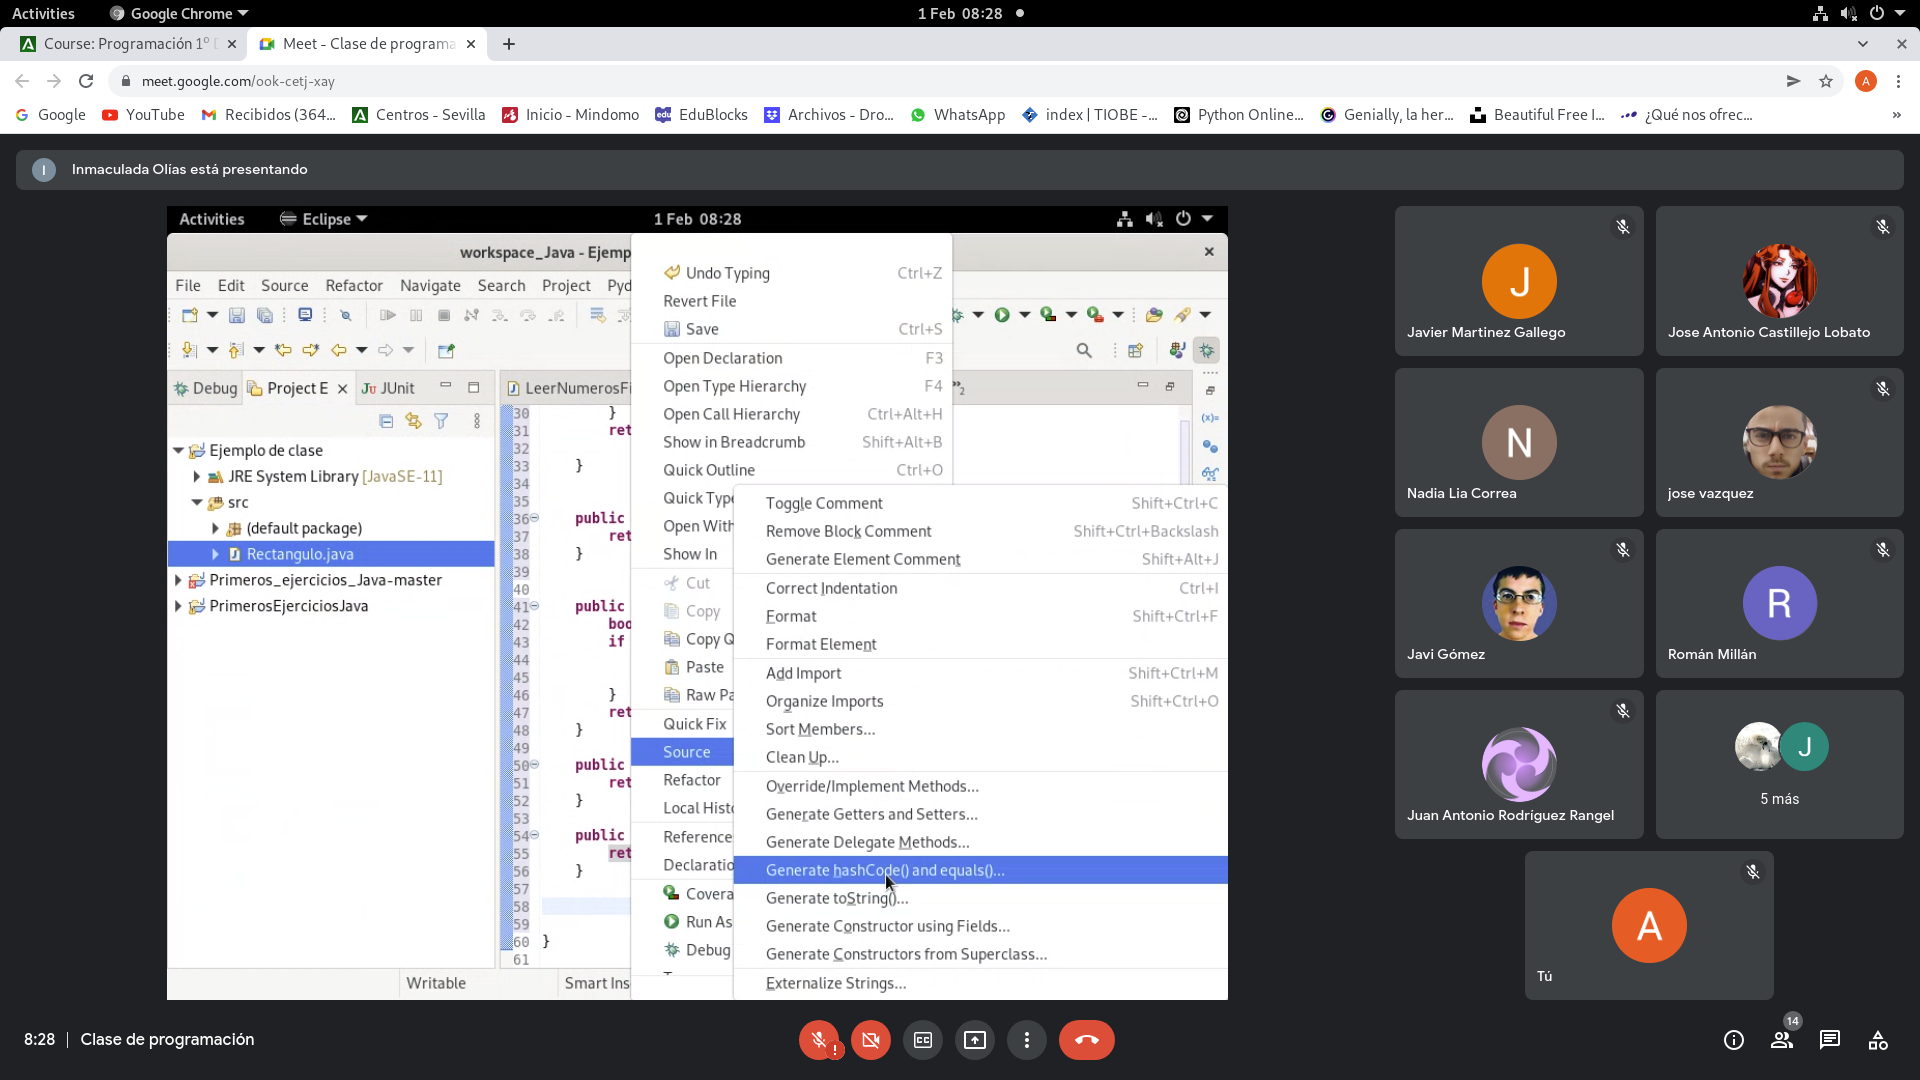 Activities
Google Chrome
1 Feb 08:28
Course: Programación 1º
Meet - Clase de programa
meet.google.com/ook-cetj-xay
A
Google
YouTube
Recibidos (364...
Centros - Sevilla
Inicio - Mindomo
EduBlocks
Archivos - Dro...
WhatsApp
index | TIOBE -...
Python Online...
Genially, la her...
Beautiful Free I...
¿Qué nos ofrec...
»
I
Inmaculada Olías está presentando
Activities
Eclipse
1 Feb 08:28
workspace_Java - Ejemp
File Edit Source Refactor Navigate Search Project Pyd
Debug
Project E
JUnit
LeerNumerosFi
Ejemplo de clase
JRE System Library [JavaSE-11]
src
(default package)
Rectangulo.java
Primeros_ejercicios_Java-master
PrimerosEjerciciosJava
30 }
31 ret
32
33 }
34
35
36 public
37 ret
38 }
39
40
41 public
42 boo
43 if
44
45
46 }
47 ret
48 }
49
50 public
51 ret
52 }
53
54 public
55 ret
56 }
57
58
59
60 }
61
Undo Typing Ctrl+Z
Revert File
Save Ctrl+S
Open Declaration F3
Open Type Hierarchy F4
Open Call Hierarchy Ctrl+Alt+H
Show in Breadcrumb Shift+Alt+B
Quick Outline Ctrl+O
Quick Type
Open With
Show In
Cut
Copy
Copy Q
Paste
Raw Pa
Quick Fix
Source
Refactor
Local Histo
Reference
Declaratio
Covera
Run As
Debug
Toggle Comment Shift+Ctrl+C
Remove Block Comment Shift+Ctrl+Backslash
Generate Element Comment Shift+Alt+J
Correct Indentation Ctrl+I
Format Shift+Ctrl+F
Format Element
Add Import Shift+Ctrl+M
Organize Imports Shift+Ctrl+O
Sort Members...
Clean Up...
Override/Implement Methods...
Generate Getters and Setters...
Generate Delegate Methods...
Generate hashCode() and equals()...
Generate toString()...
Generate Constructor using Fields...
Generate Constructors from Superclass...
Externalize Strings...
Writable
Smart Ins
J
Javier Martinez Gallego
Jose Antonio Castillejo Lobato
N
Nadia Lia Correa
jose vazquez
Javi Gómez
R
Román Millán
Juan Antonio Rodríguez Rangel
J
5 más
A
Tú
8:28 | Clase de programación
14